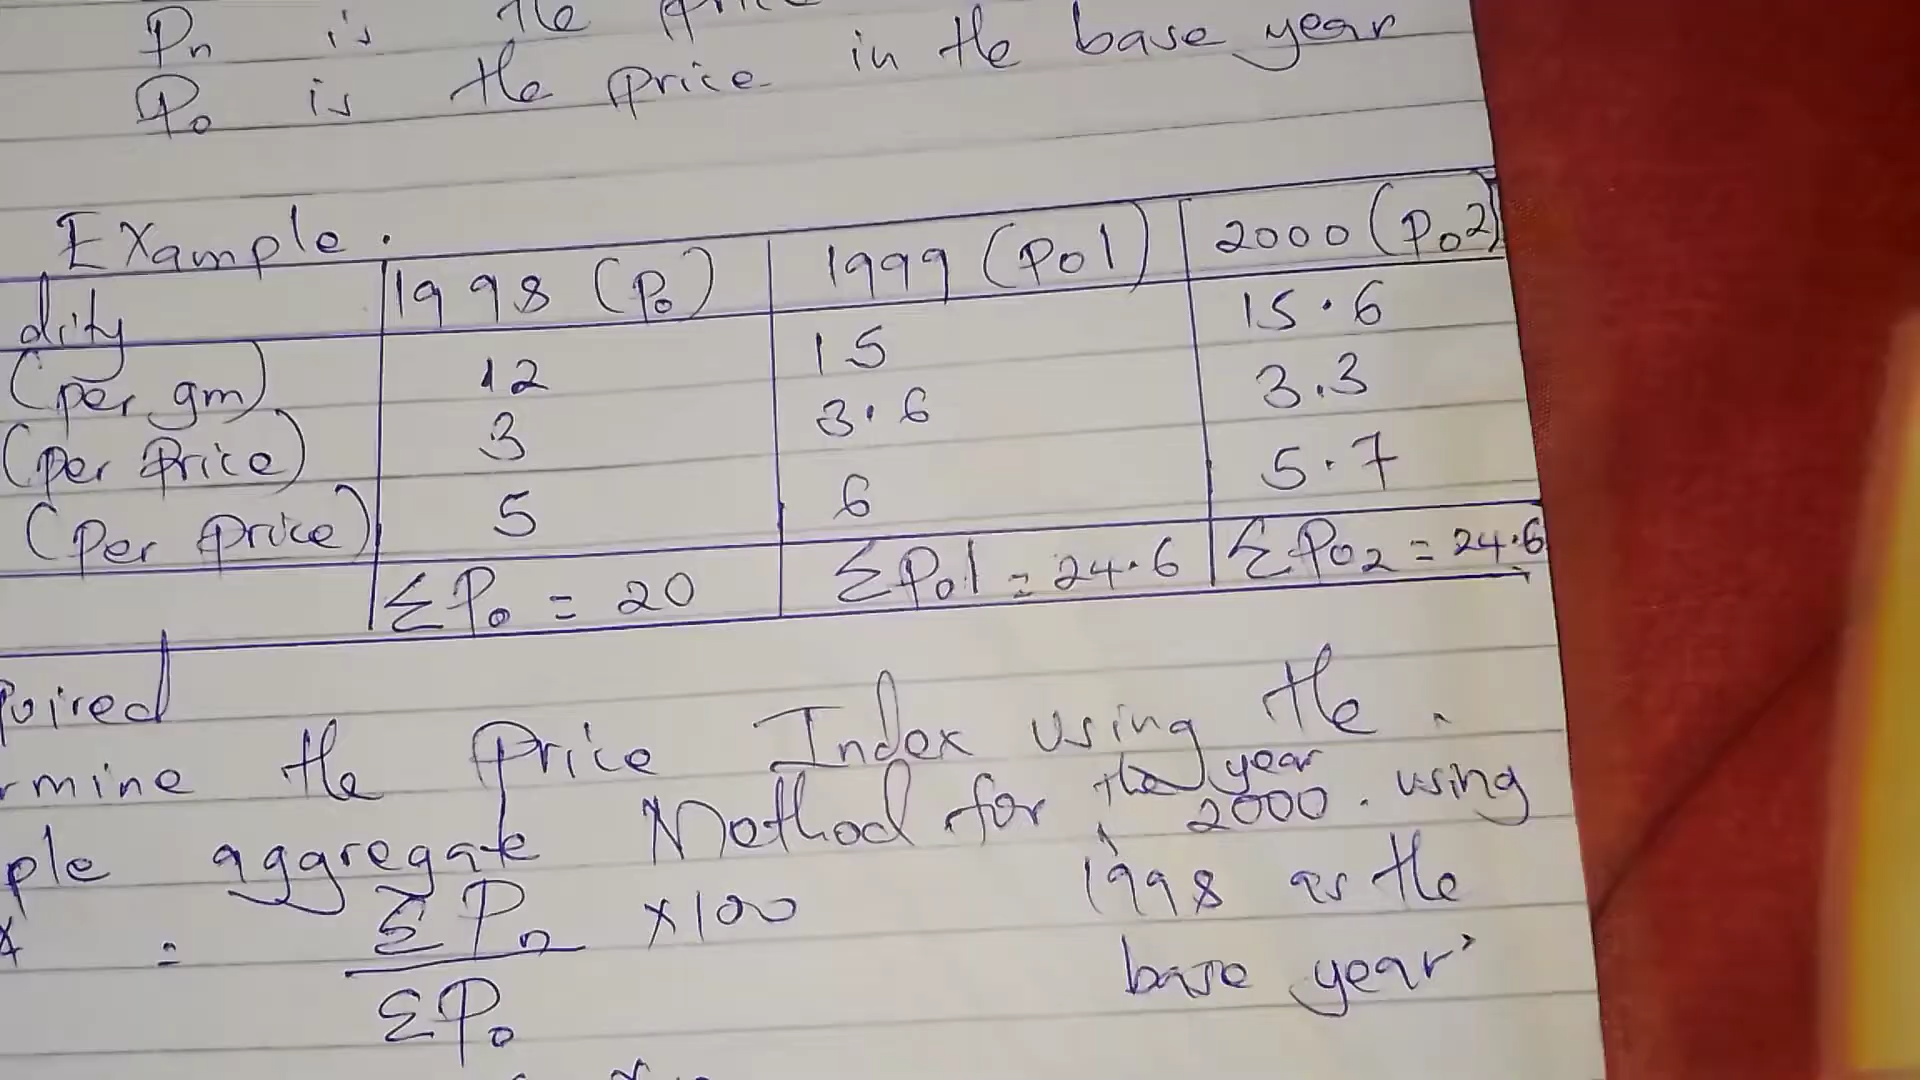 Pn is the price
Po is the price in the base year
Example.
dity 1998 (Po) 1999 (Po1) 2000 (Po2)
(per gm) 12 15 15.6
(per price) 3 3.6 3.3
(per price) 5 6 5.7
ΣPo = 20 ΣPo1 = 24.6 ΣPo2 = 24.6
quired
rmine the Price Index using the
ple aggregate Method for the year 2000. using
1998 as the
base year
= ΣPn ×100
ΣPo